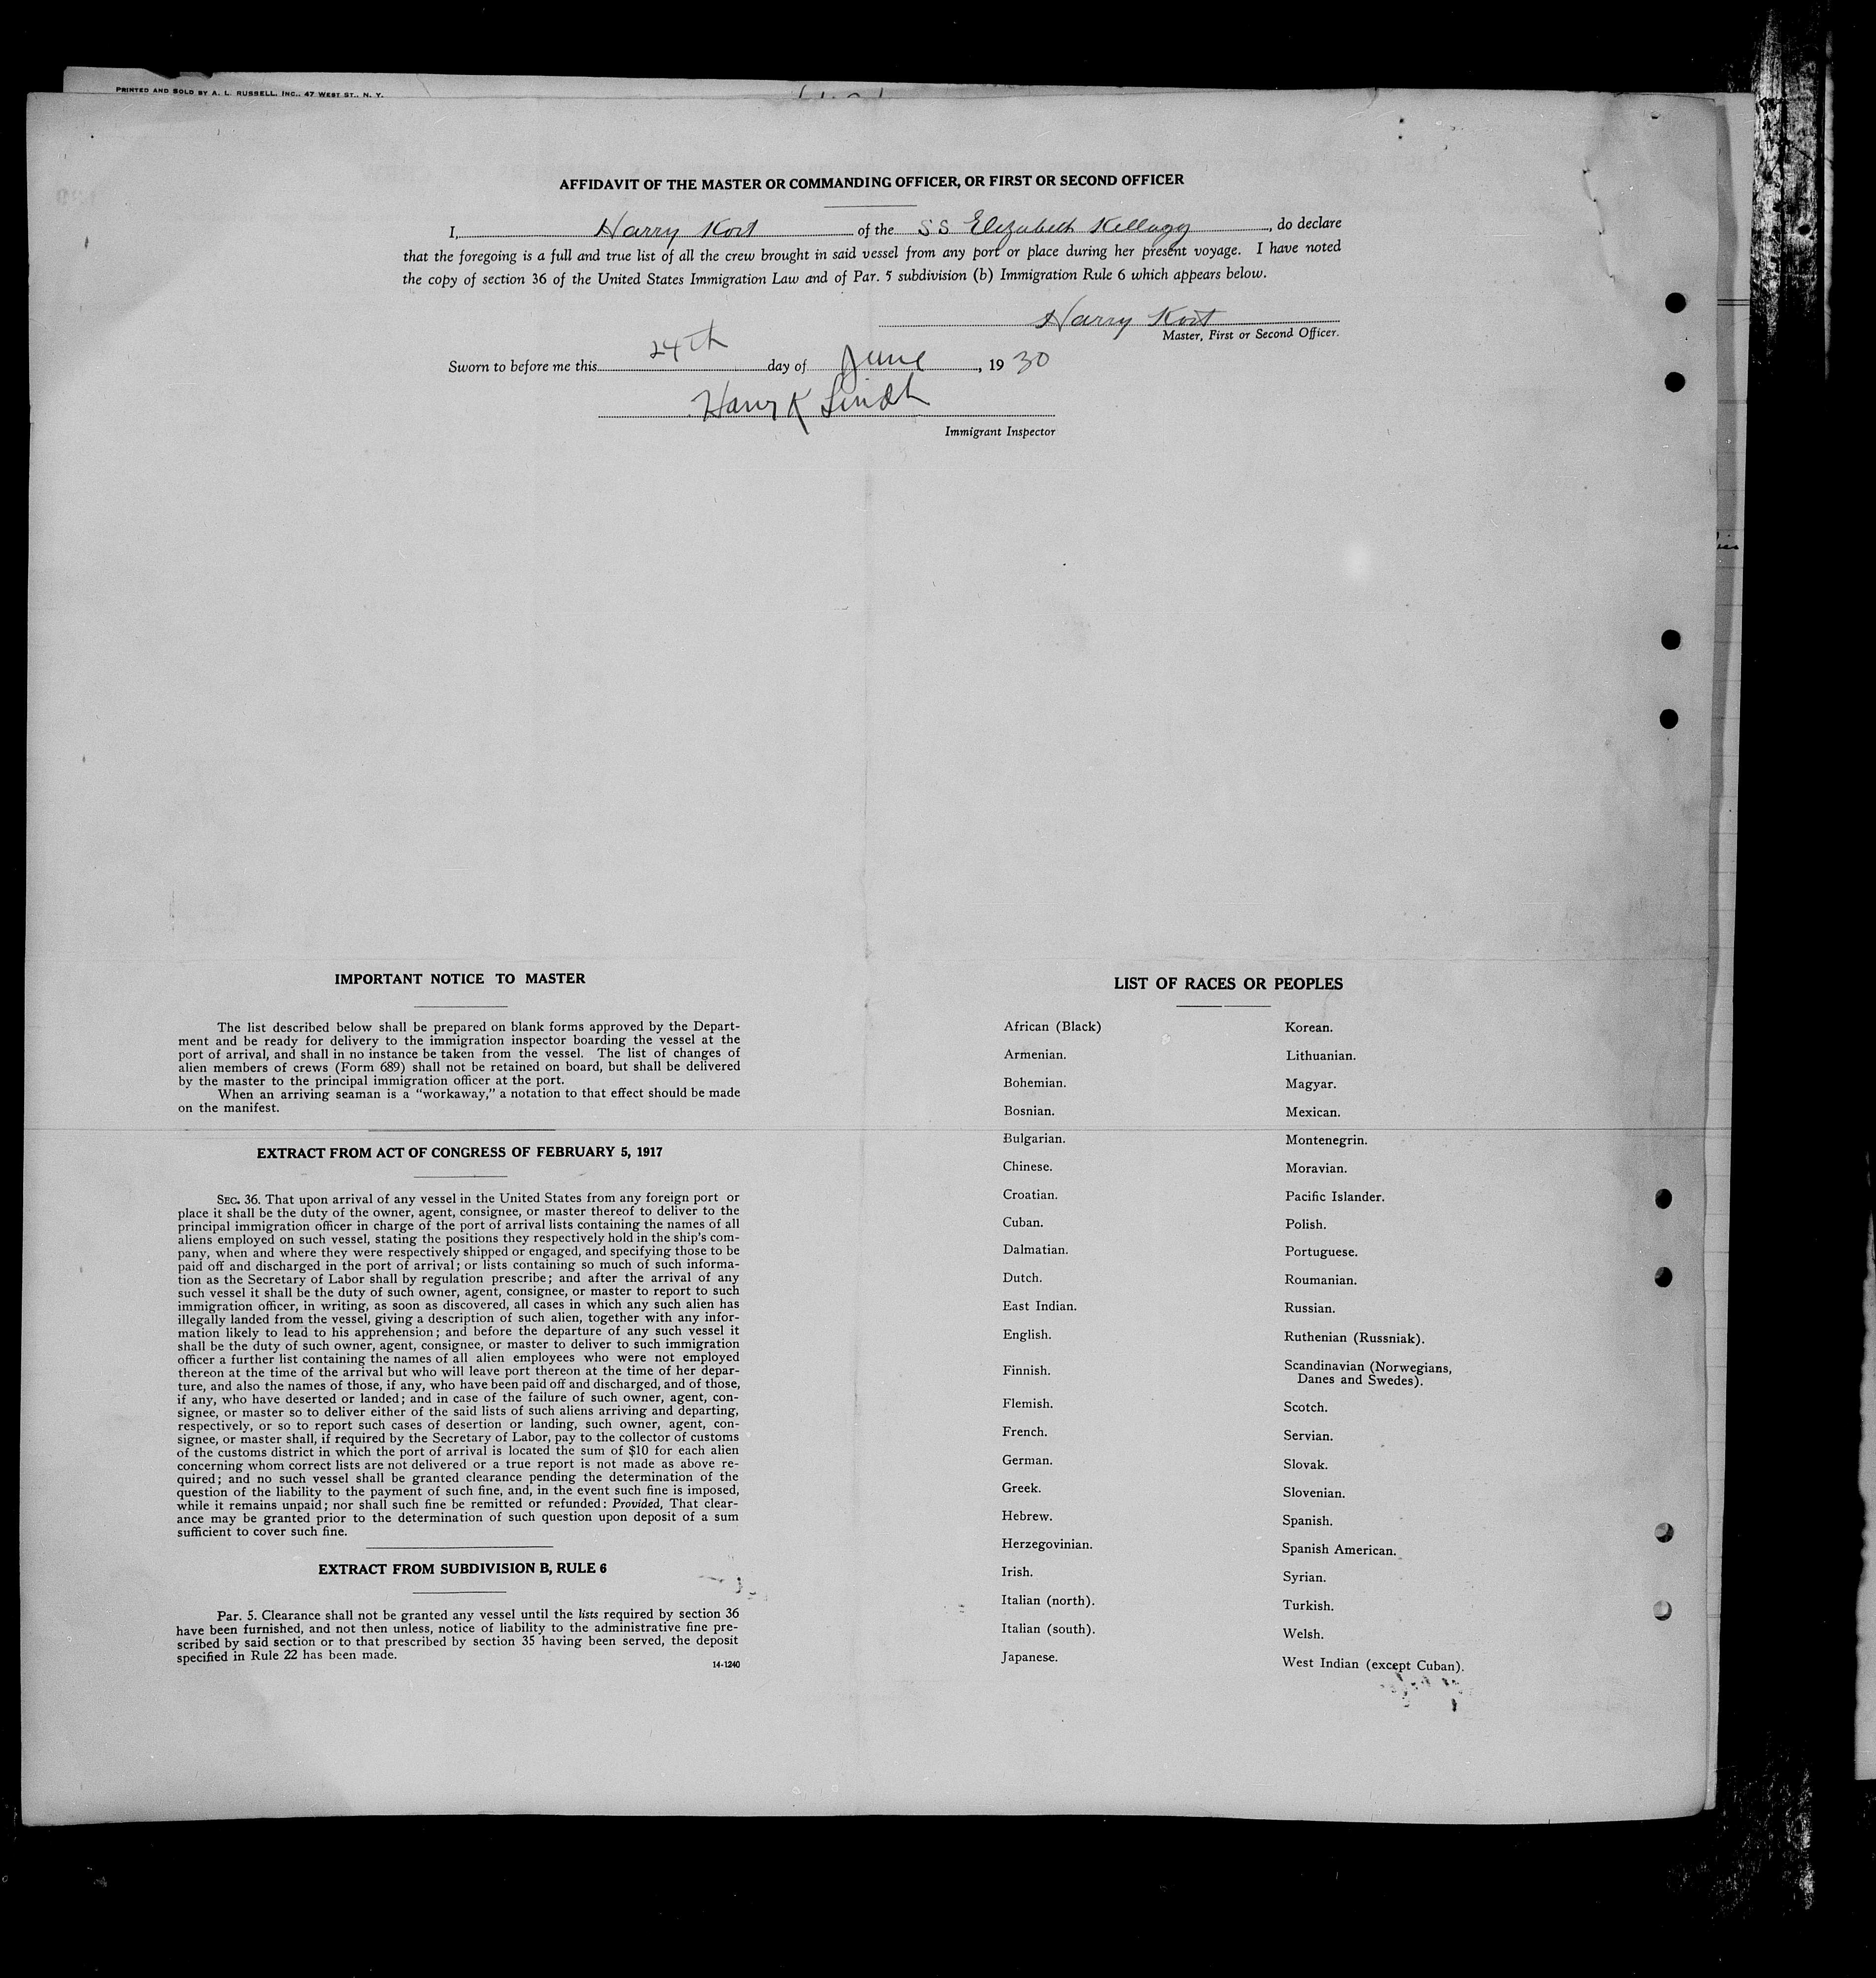 PRINTED AND SOLD BY A. L. RUSSELL, INC., 47 WEST ST., N. Y.
AFFIDAVIT OF THE MASTER OR COMMANDING OFFICER, OR FIRST OR SECOND OFFICER
I, Harry Kort of the SS Elizabeth Kellogg, do declare
that the foregoing is a full and true list of all the crew brought in said vessel from any port or place during her present voyage. I have noted
the copy of section 36 of the United States Immigration Law and of Par. 5 subdivision (b) Immigration Rule 6 which appears below.
Harry Kort
Master, First or Second Officer.
Sworn to before me this 24th day of June, 1930
Harry K
Immigrant Inspector
IMPORTANT NOTICE TO MASTER
The list described below shall be prepared on blank forms approved by the Depart-
ment and be ready for delivery to the immigration inspector boarding the vessel at the
port of arrival, and shall in no instance be taken from the vessel. The list of changes of
alien members of crews (Form 689) shall not be retained on board, but shall be delivered
by the master to the principal immigration officer at the port.
When an arriving seaman is a "workaway," a notation to that effect should be made
on the manifest.
EXTRACT FROM ACT OF CONGRESS OF FEBRUARY 5, 1917
SEC. 36. That upon arrival of any vessel in the United States from any foreign port or
place it shall be the duty of the owner, agent, consignee, or master thereof to deliver to the
principal immigration officer in charge of the port of arrival lists containing the names of all
aliens employed on such vessel, stating the positions they respectively hold in the ship's com-
pany, when and where they were respectively shipped or engaged, and specifying those to be
paid off and discharged in the port of arrival; or lists containing so much of such informa-
tion as the Secretary of Labor shall by regulation prescribe; and after the arrival of any
such vessel it shall be the duty of such owner, agent, consignee, or master to report to such
immigration officer, in writing, as soon as discovered, all cases in which any such alien has
illegally landed from the vessel, giving a description of such alien, together with any infor-
mation likely to lead to his apprehension; and before the departure of any such vessel it
shall be the duty of such owner, agent, consignee, or master to deliver to such immigration
officer a further list containing the names of all alien employees who were not employed
thereon at the time of the arrival but who will leave port thereon at the time of her depar-
ture, and also the names of those, if any, who have been paid off and discharged, and of those,
if any, who have deserted or landed; and in case of the failure of such owner, agent, con-
signee, or master so to deliver either of the said lists of such aliens arriving and departing,
respectively, or so to report such cases of desertion or landing, such owner, agent, con-
signee, or master shall, if required by the Secretary of Labor, pay to the collector of customs
of the customs district in which the port of arrival is located the sum of $10 for each alien
concerning whom correct lists are not delivered or a true report is not made as above re-
quired; and no such vessel shall be granted clearance pending the determination of the
question of the liability to the payment of such fine, and, in the event such fine is imposed,
while it remains unpaid; nor shall such fine be remitted or refunded: Provided, That clear-
ance may be granted prior to the determination of such question upon deposit of a sum
sufficient to cover such fine.
EXTRACT FROM SUBDIVISION B, RULE 6
Par. 5. Clearance shall not be granted any vessel until the lists required by section 36
have been furnished, and not then unless, notice of liability to the administrative fine pre-
scribed by said section or to that prescribed by section 35 having been served, the deposit
specified in Rule 22 has been made.
14-1240
LIST OF RACES OR PEOPLES
African (Black)
Armenian.
Bohemian.
Bosnian.
Bulgarian.
Chinese.
Croatian.
Cuban.
Dalmatian.
Dutch.
East Indian.
English.
Finnish.
Flemish.
French.
German.
Greek.
Hebrew.
Herzegovinian.
Irish.
Italian (north).
Italian (south).
Japanese.
Korean.
Lithuanian.
Magyar.
Mexican.
Montenegrin.
Moravian.
Pacific Islander.
Polish.
Portuguese.
Roumanian.
Russian.
Ruthenian (Russniak).
Scandinavian (Norwegians,
Danes and Swedes).
Scotch.
Servian.
Slovak.
Slovenian.
Spanish.
Spanish American.
Syrian.
Turkish.
Welsh.
West Indian (except Cuban).